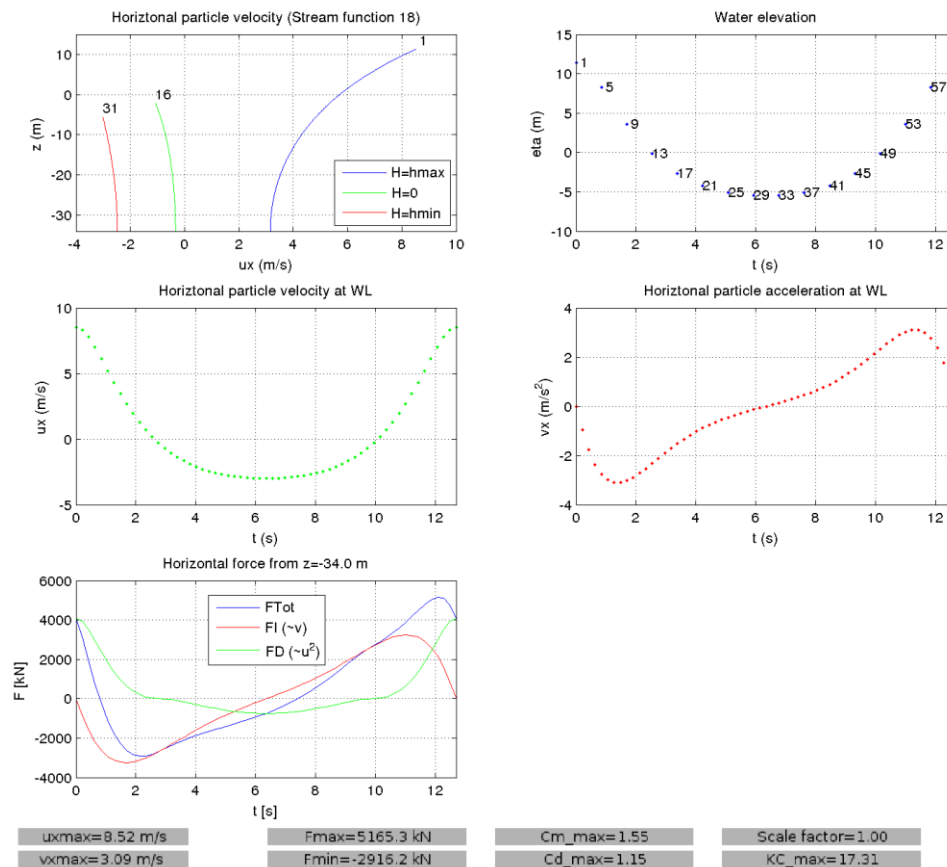 Horiztonal particle velocity (Stream function 18)
15
10
0
-10
-20
-30
z (m)
1
16
31
H=hmax
H=0
H=hmin
-4 -2 0 2 4 6 8 10
ux (m/s)
Water elevation
15
10
5
0
-5
-10
eta (m)
1
5
9
13
17
21
25
29
33
37
41
45
49
53
57
0 2 4 6 8 10 12
t (s)
Horiztonal particle velocity at WL
10
5
0
-5
ux (m/s)
0 2 4 6 8 10 12
t (s)
Horiztonal particle acceleration at WL
4
2
0
-2
-4
vx (m/s²)
0 2 4 6 8 10 12
t (s)
Horizontal force from z=-34.0 m
6000
4000
2000
0
-2000
-4000
F [kN]
FTot
FI (~v)
FD (~u²)
0 2 4 6 8 10 12
t [s]
uxmax=8.52 m/s Fmax=5165.3 kN Cm_max=1.55 Scale factor=1.00
vxmax=3.09 m/s Fmin=-2916.2 kN Cd_max=1.15 KC_max=17.31